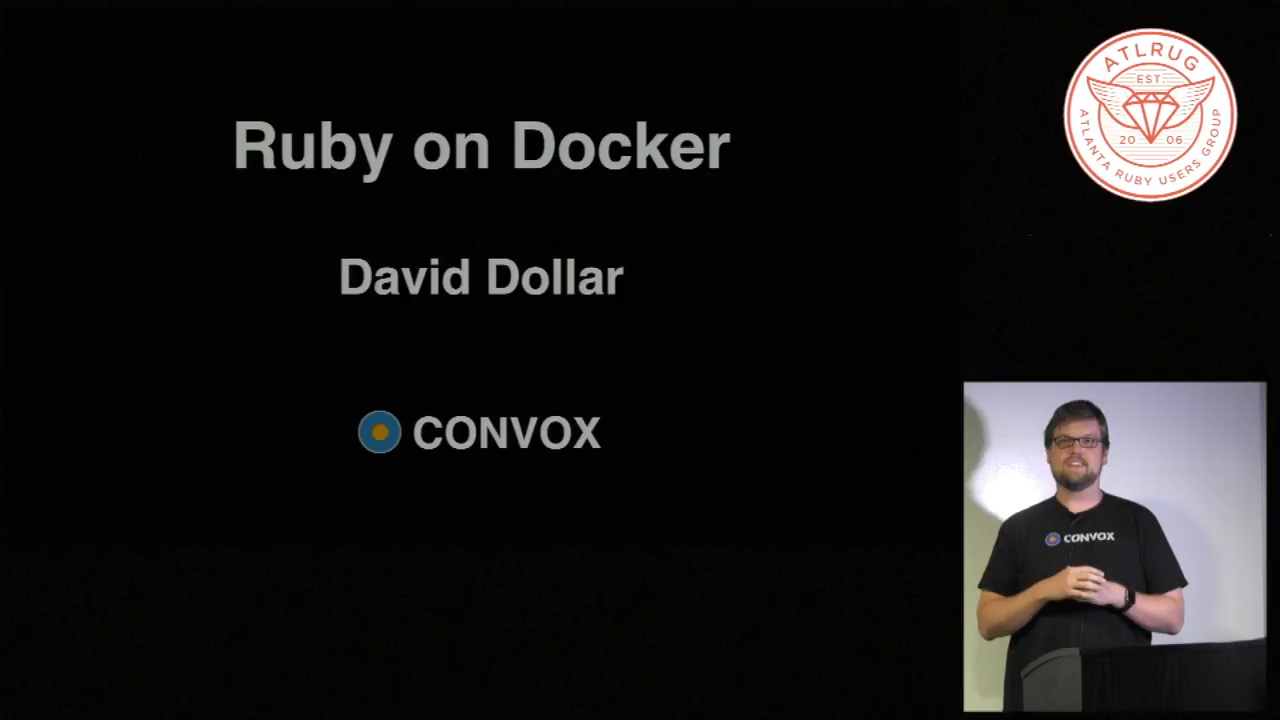 Ruby on Docker
David Dollar
CONVOX
ATLRUG
EST.
20 06
ATLANTA RUBY USERS GROUP
CONVOX